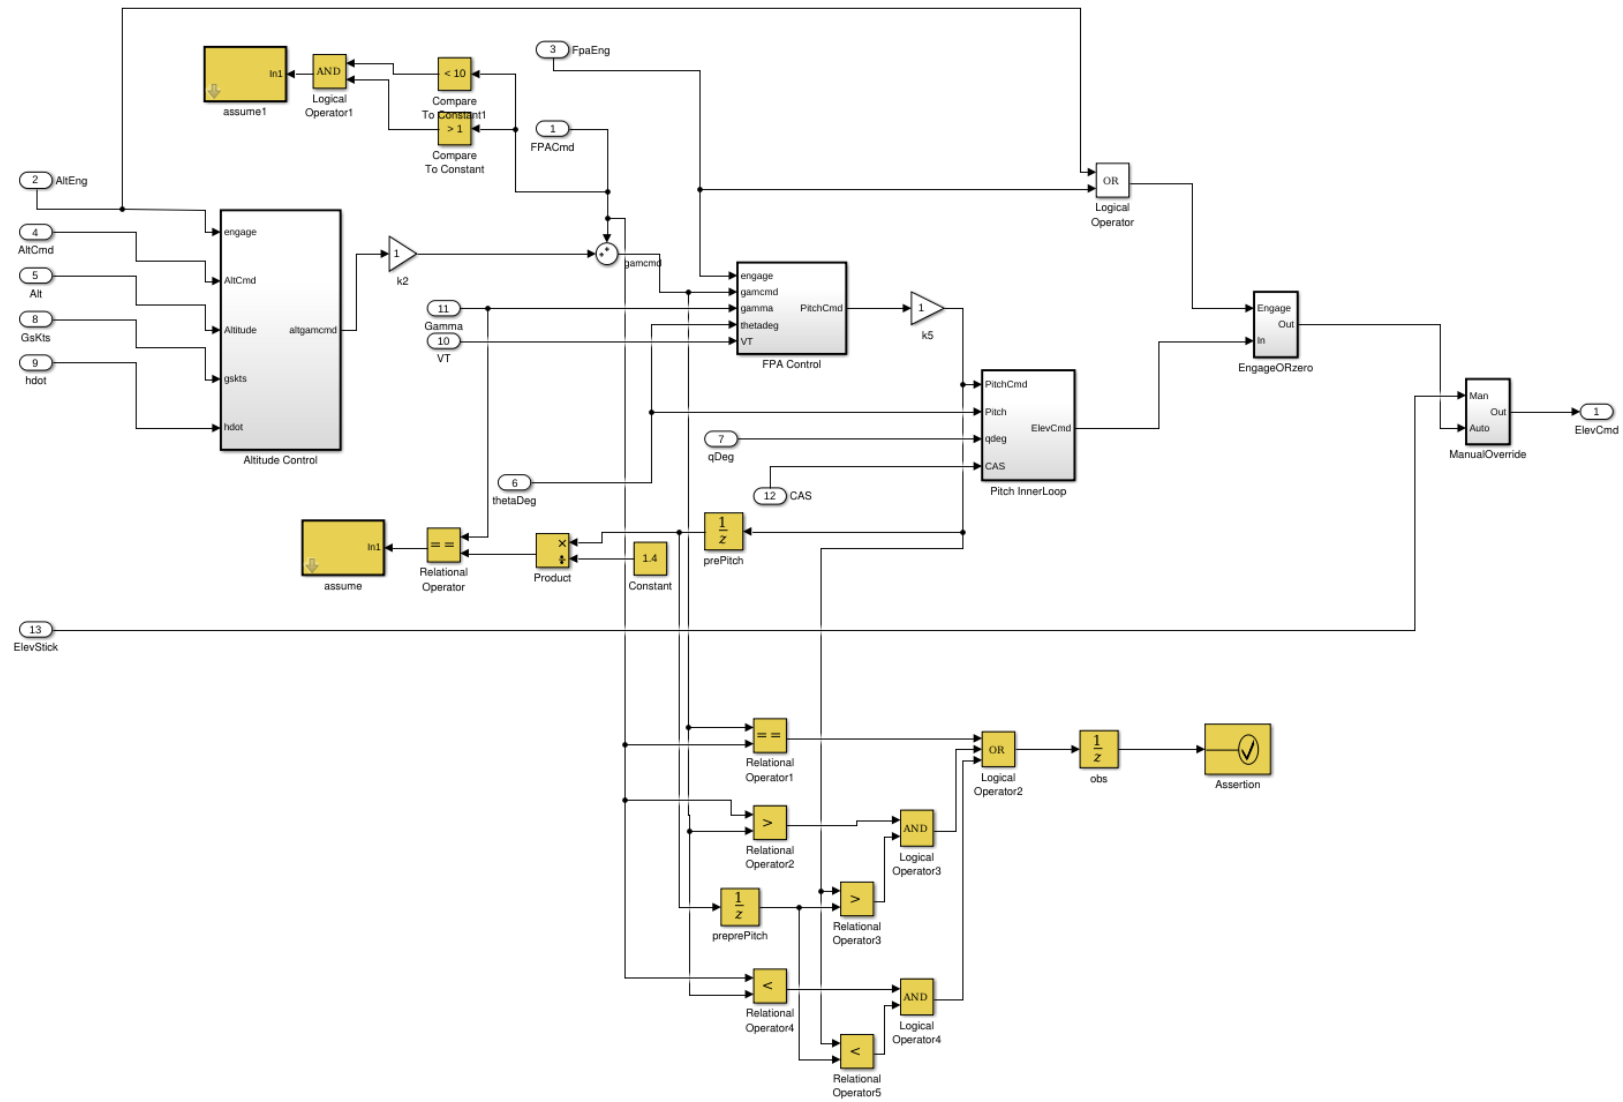 3
FpaEng
In1
assume1
AND
Logical
Operator1
< 10
Compare
To Constant1
> 1
Compare
To Constant
1
FPACmd
2
AltEng
OR
Logical
Operator
4
AltCmd
5
Alt
8
GsKts
9
hdot
engage
AltCmd
Altitude
gskts
hdot
altgamcmd
Altitude Control
1
k2
gamcmd
11
Gamma
10
VT
engage
gamcmd
gamma
thetadeg
VT
PitchCmd
FPA Control
1
k5
Engage
In
Out
EngageORzero
PitchCmd
Pitch
qdeg
CAS
ElevCmd
Pitch InnerLoop
Man
Auto
Out
ManualOverride
1
ElevCmd
7
qDeg
6
thetaDeg
12
CAS
In1
assume
= =
Relational
Operator
×
÷
Product
1.4
Constant
1
z
prePitch
13
ElevStick
= =
Relational
Operator1
OR
Logical
Operator2
1
z
obs
Assertion
>
Relational
Operator2
AND
Logical
Operator3
1
z
preprePitch
>
Relational
Operator3
<
Relational
Operator4
AND
Logical
Operator4
<
Relational
Operator5